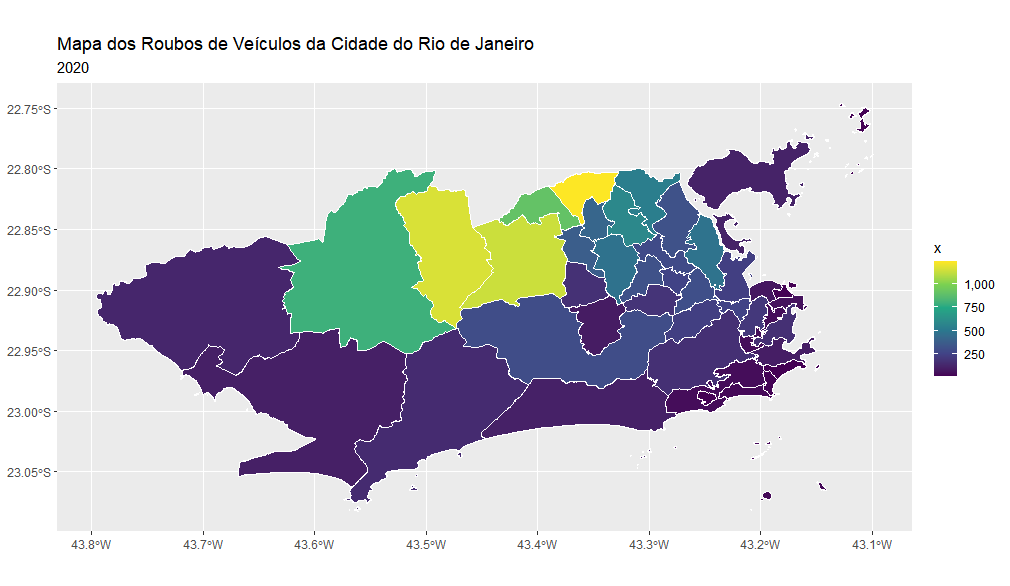 Mapa dos Roubos de Veículos da Cidade do Rio de Janeiro
2020
22.75°S
22.80°S
22.85°S
22.90°S
22.95°S
23.00°S
23.05°S
43.8°W
43.7°W
43.6°W
43.5°W
43.4°W
43.3°W
43.2°W
43.1°W
x
1,000
750
500
250